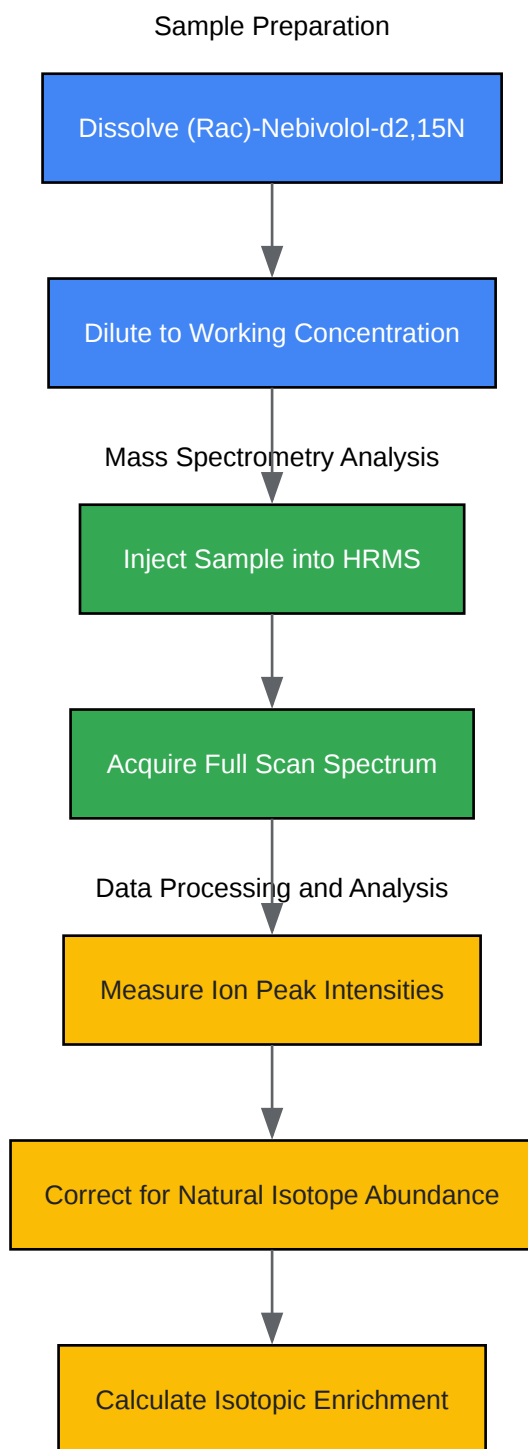 Sample Preparation
Dissolve (Rac)-Nebivolol-d2,15N
Dilute to Working Concentration
Mass Spectrometry Analysis
Inject Sample into HRMS
Acquire Full Scan Spectrum
Data Processing and Analysis
Measure Ion Peak Intensities
Correct for Natural Isotope Abundance
Calculate Isotopic Enrichment